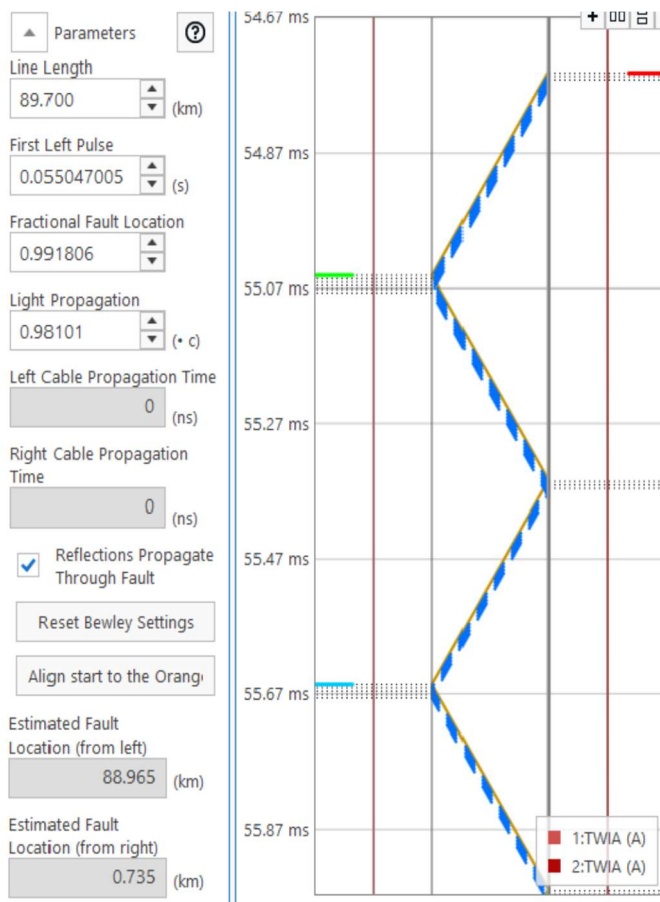 Parameters
Line Length
89.700
(km)
First Left Pulse
0.055047005
(s)
Fractional Fault Location
0.991806
Light Propagation
0.98101
(• c)
Left Cable Propagation Time
0
(ns)
Right Cable Propagation
Time
0
(ns)
Reflections Propagate
Through Fault
Reset Bewley Settings
Align start to the Orang
Estimated Fault
Location (from left)
88.965
(km)
Estimated Fault
Location (from right)
0.735
(km)
54.67 ms
54.87 ms
55.07 ms
55.27 ms
55.47 ms
55.67 ms
55.87 ms
1:TWIA (A)
2:TWIA (A)